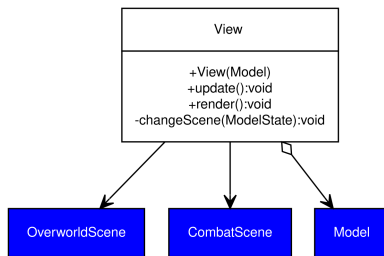 View
+View(Model)
+update():void
+render():void
-changeScene(ModelState):void
OverworldScene
CombatScene
Model